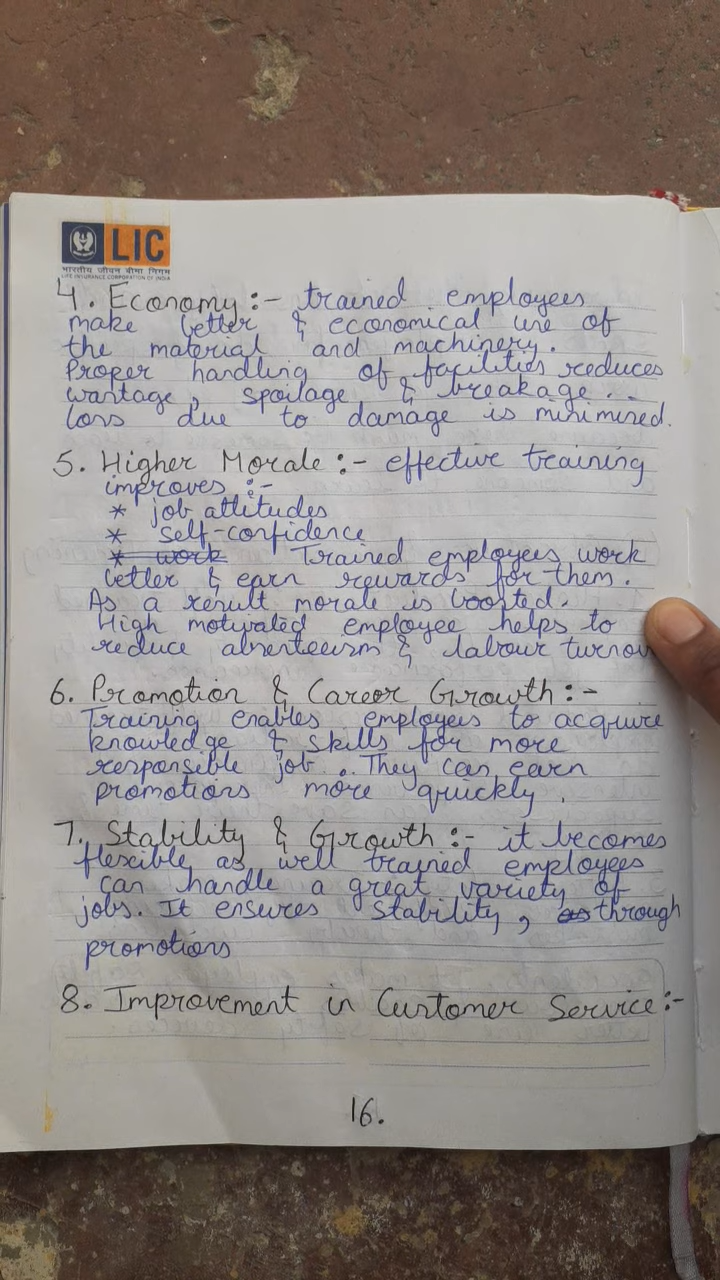 LIC
भारतीय जीवन बीमा निगम
LIFE INSURANCE CORPORATION OF INDIA
4. Economy :- trained employees
make better & economical use of
the material and machinery.
Proper handling of facilities reduces
wastage, spoilage & breakage..
loss due to damage is minimised.
5. Higher Morale :- effective training
improves :-
* job attitudes
* self-confidence
* work Trained employees work
better & earn rewards for them.
As a result morale is boosted.
High motivated employee helps to
reduce absenteeism & labour turnov
6. Promotion & Career Growth :-
Training enables employees to acquire
knowledge & skills for more
responsible job.. They can earn
promotions more quickly.
7. Stability & Growth :- it becomes
flexible as well trained employees
can handle a great variety of
jobs. It ensures stability, as through
promotions
8. Improvement in Customer Service :-
16.